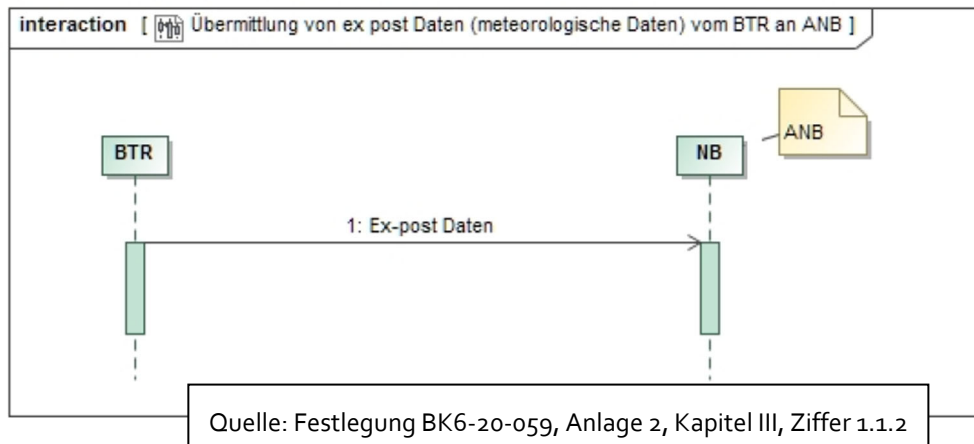 interaction [ Übermittlung von ex post Daten (meteorologische Daten) vom BTR an ANB ]
ANB
BTR
NB
1: Ex-post Daten
Quelle: Festlegung BK6-20-059, Anlage 2, Kapitel III, Ziffer 1.1.2